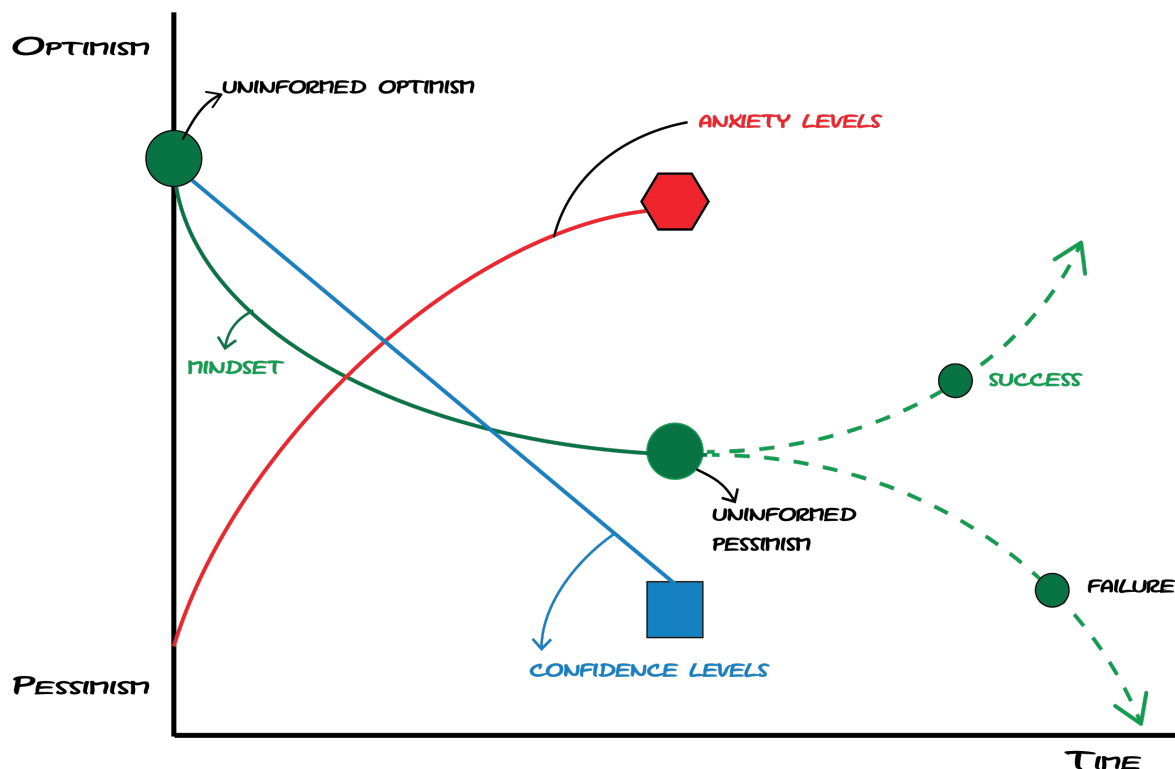 OPTIMISM
UNINFORMED OPTIMISM
ANXIETY LEVELS
MINDSET
SUCCESS
UNINFORMED
PESSIMISM
FAILURE
CONFIDENCE LEVELS
PESSIMISM
TIME